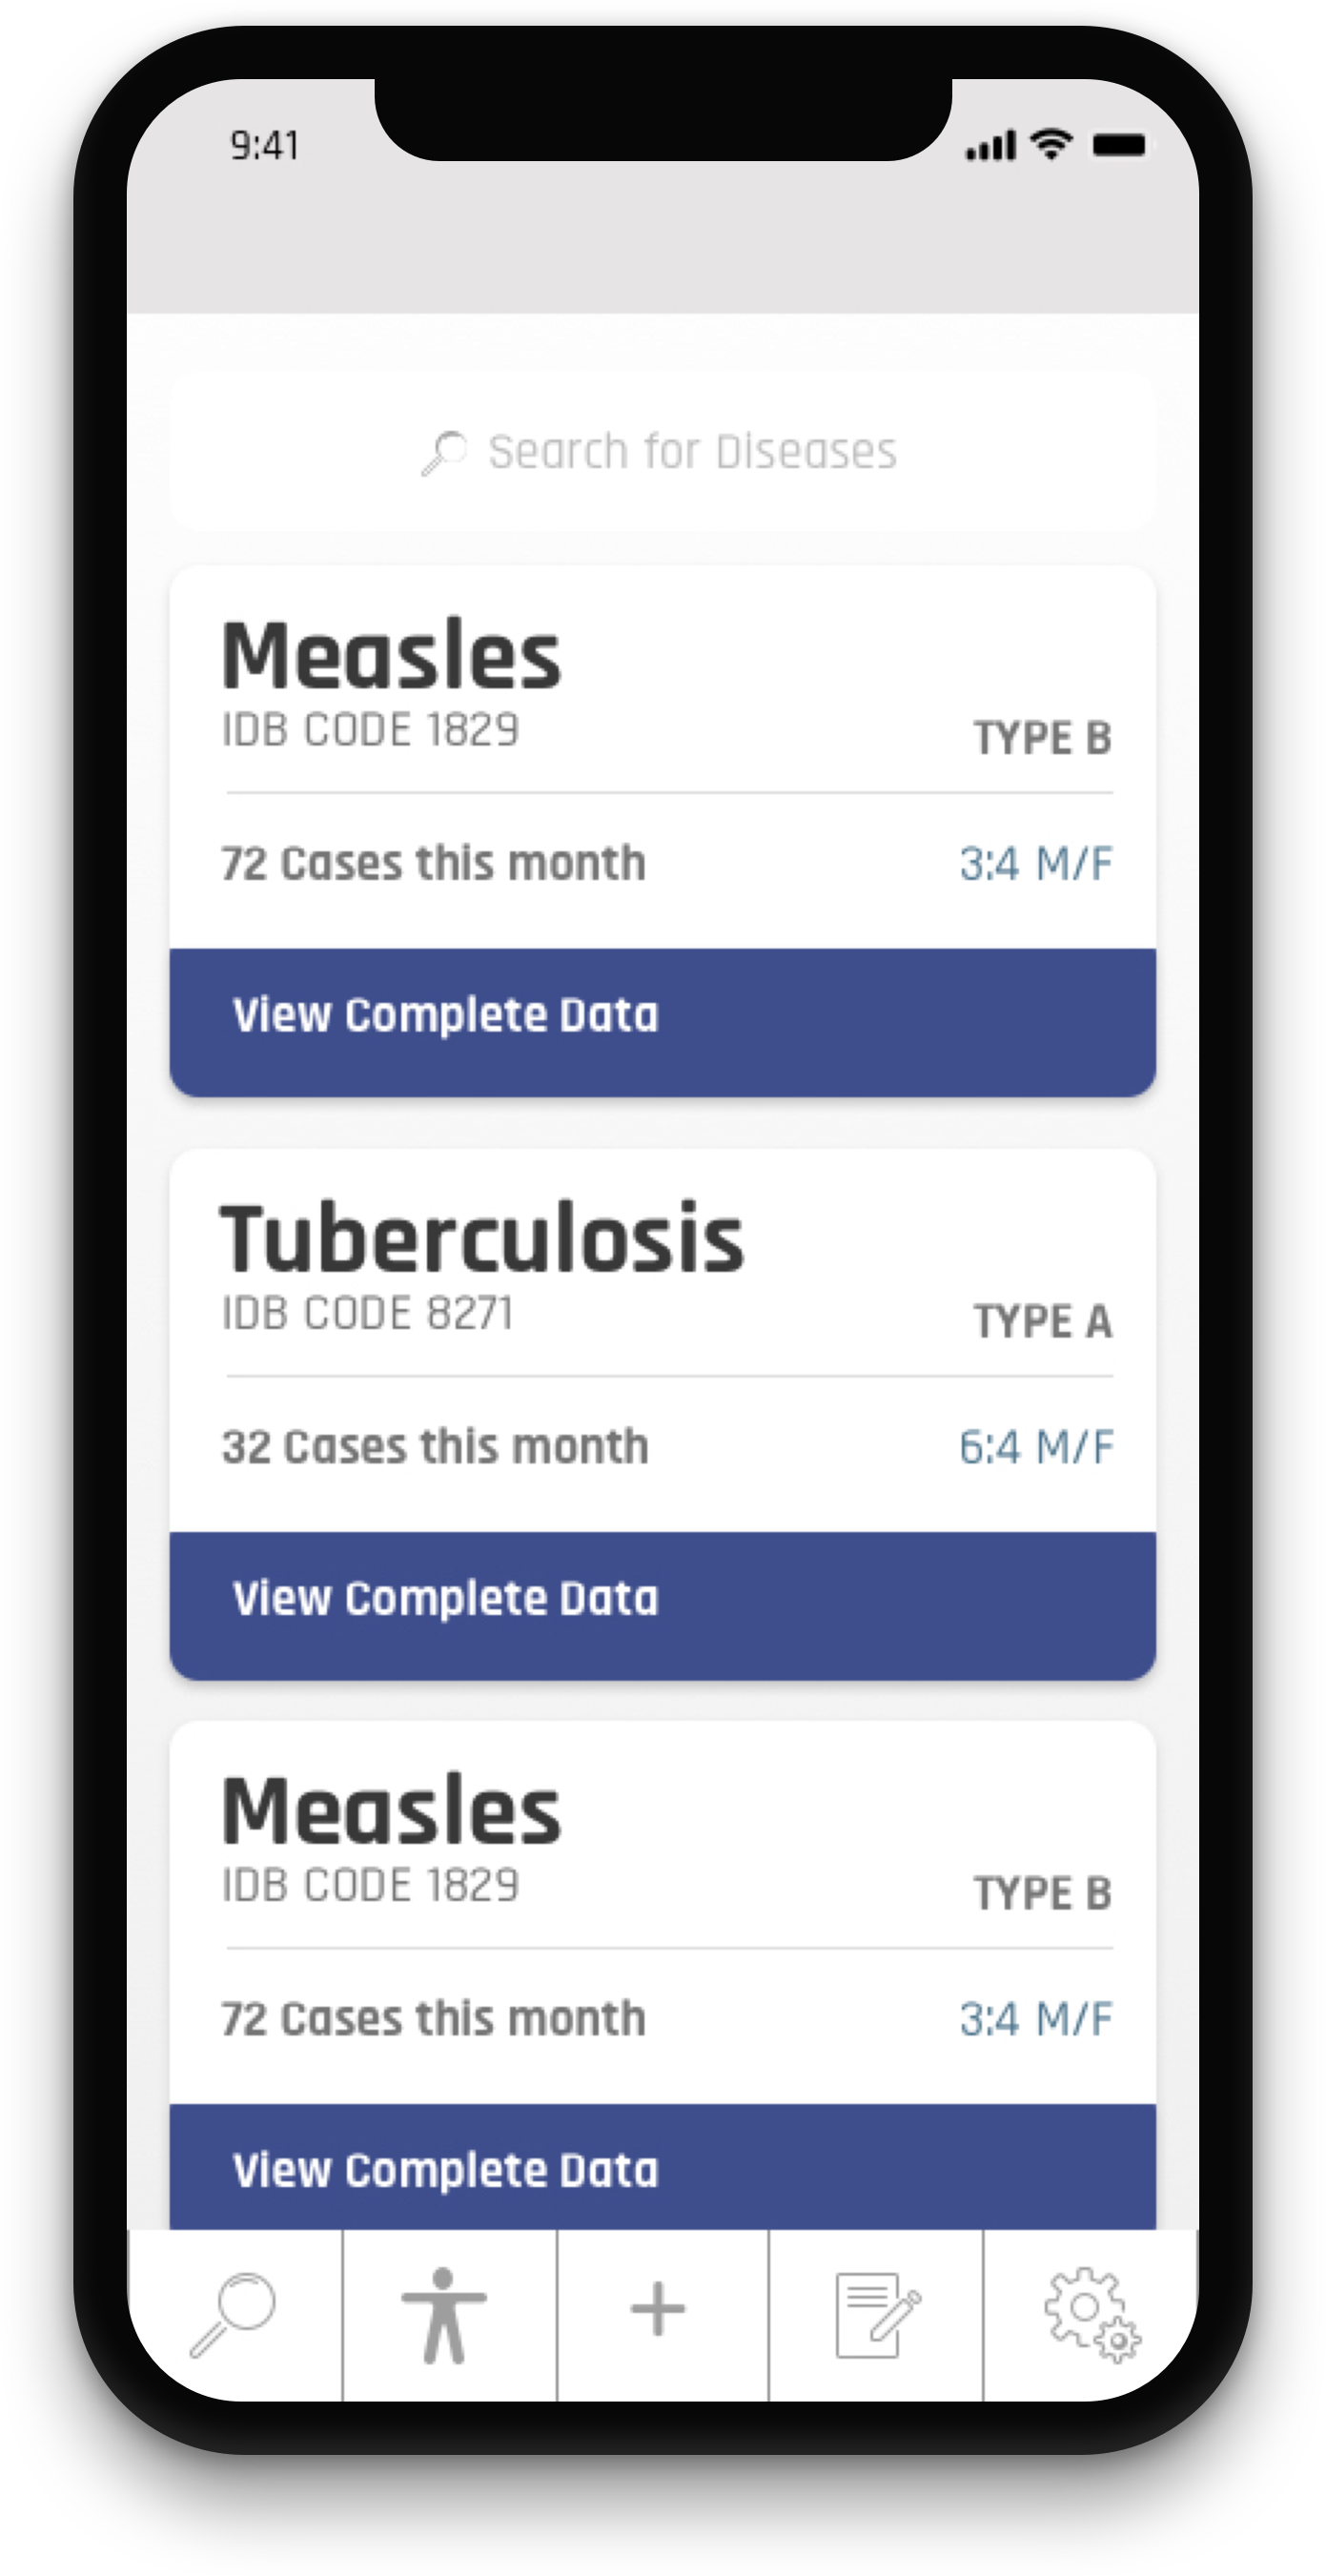 9:41
Search for Diseases
Measles
IDB CODE 1829
TYPE B
72 Cases this month
3:4 M/F
View Complete Data
Tuberculosis
IDB CODE 8271
TYPE A
32 Cases this month
6:4 M/F
View Complete Data
Measles
IDB CODE 1829
TYPE B
72 Cases this month
3:4 M/F
View Complete Data